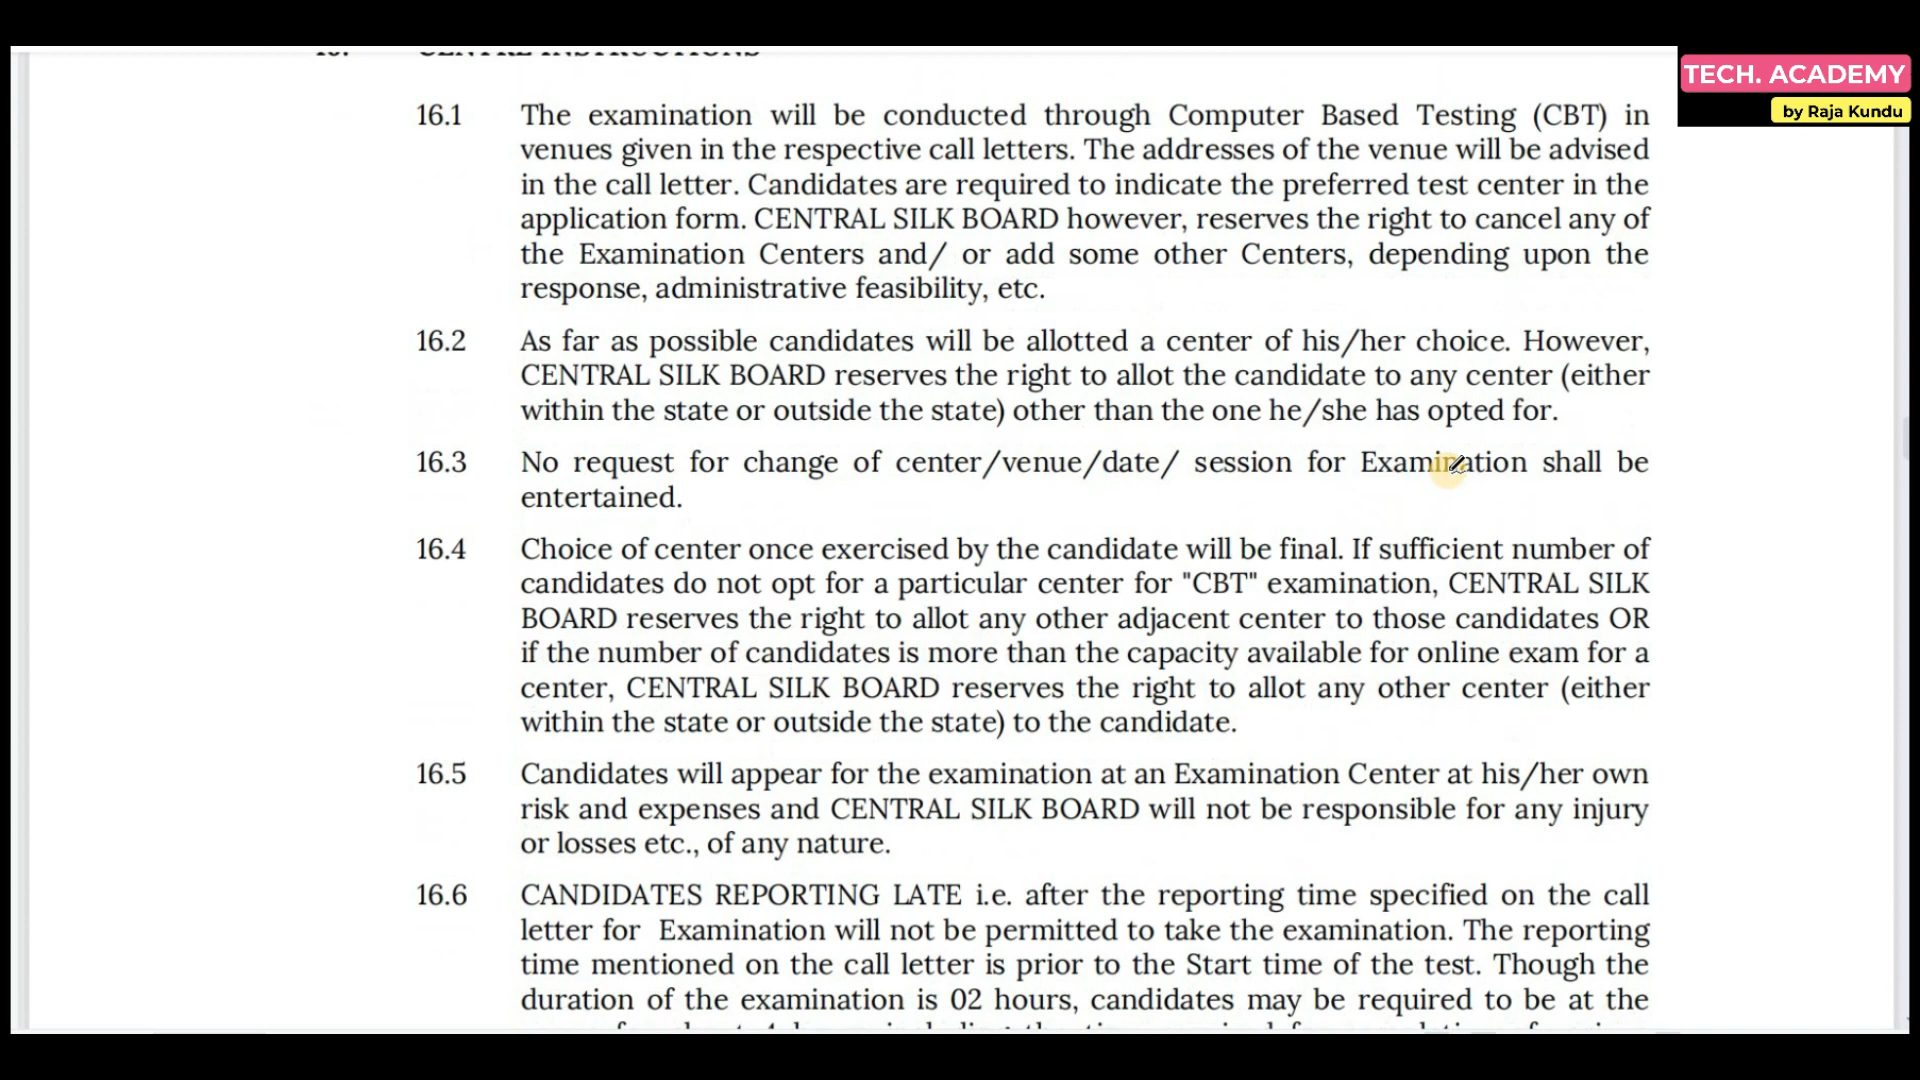 16. CENTRE INSTRUCTIONS
TECH. ACADEMY
by Raja Kundu
16.1 The examination will be conducted through Computer Based Testing (CBT) in
venues given in the respective call letters. The addresses of the venue will be advised
in the call letter. Candidates are required to indicate the preferred test center in the
application form. CENTRAL SILK BOARD however, reserves the right to cancel any of
the Examination Centers and/ or add some other Centers, depending upon the
response, administrative feasibility, etc.
16.2 As far as possible candidates will be allotted a center of his/her choice. However,
CENTRAL SILK BOARD reserves the right to allot the candidate to any center (either
within the state or outside the state) other than the one he/she has opted for.
16.3 No request for change of center/venue/date/ session for Examination shall be
entertained.
16.4 Choice of center once exercised by the candidate will be final. If sufficient number of
candidates do not opt for a particular center for "CBT" examination, CENTRAL SILK
BOARD reserves the right to allot any other adjacent center to those candidates OR
if the number of candidates is more than the capacity available for online exam for a
center, CENTRAL SILK BOARD reserves the right to allot any other center (either
within the state or outside the state) to the candidate.
16.5 Candidates will appear for the examination at an Examination Center at his/her own
risk and expenses and CENTRAL SILK BOARD will not be responsible for any injury
or losses etc., of any nature.
16.6 CANDIDATES REPORTING LATE i.e. after the reporting time specified on the call
letter for Examination will not be permitted to take the examination. The reporting
time mentioned on the call letter is prior to the Start time of the test. Though the
duration of the examination is 02 hours, candidates may be required to be at the